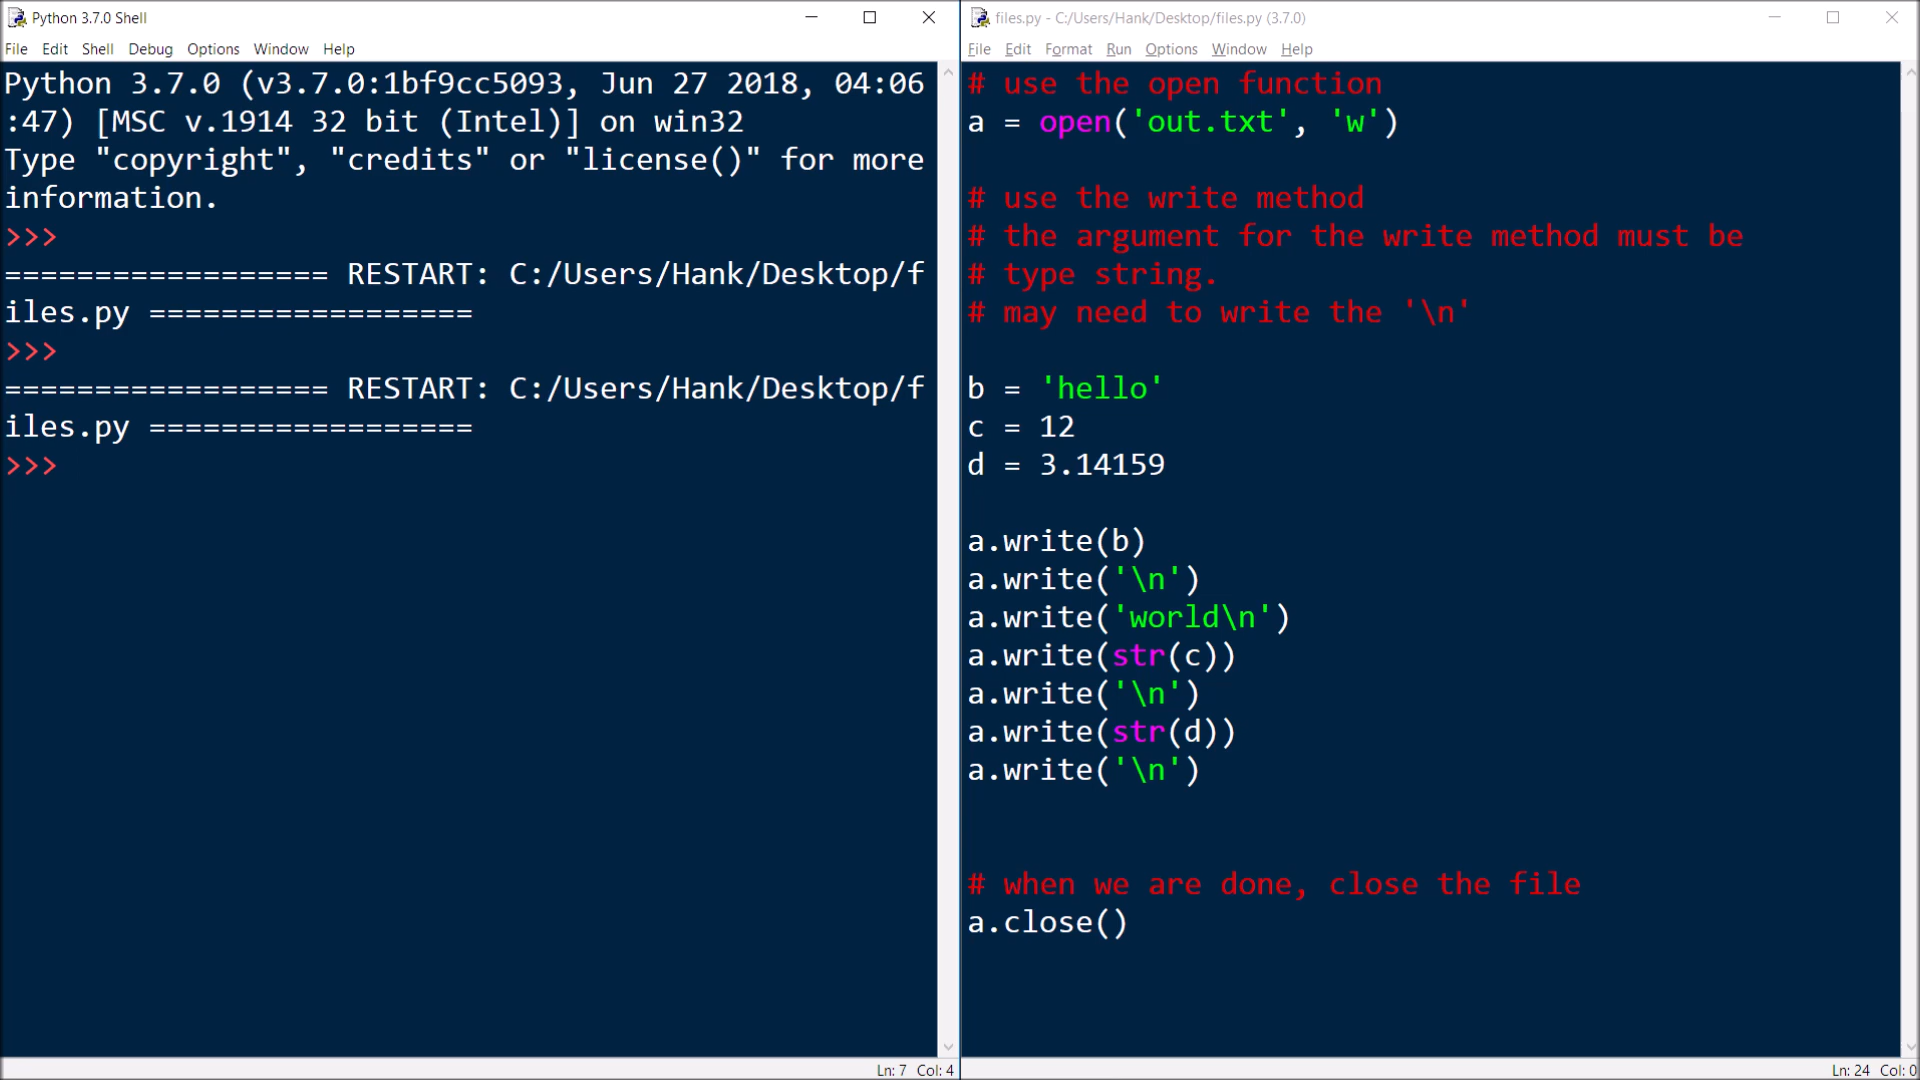 Python 3.7.0 Shell
File Edit Shell Debug Options Window Help
Python 3.7.0 (v3.7.0:1bf9cc5093, Jun 27 2018, 04:06
:47) [MSC v.1914 32 bit (Intel)] on win32
Type "copyright", "credits" or "license()" for more
information.
>>>
================== RESTART: C:/Users/Hank/Desktop/f
iles.py ==================
>>>
================== RESTART: C:/Users/Hank/Desktop/f
iles.py ==================
>>>
Ln: 7 Col: 4
files.py - C:/Users/Hank/Desktop/files.py (3.7.0)
File Edit Format Run Options Window Help
# use the open function
a = open('out.txt', 'w')
# use the write method
# the argument for the write method must be
# type string.
# may need to write the '\n'
b = 'hello'
c = 12
d = 3.14159
a.write(b)
a.write('\n')
a.write('world\n')
a.write(str(c))
a.write('\n')
a.write(str(d))
a.write('\n')
# when we are done, close the file
a.close()
Ln: 24 Col: 0